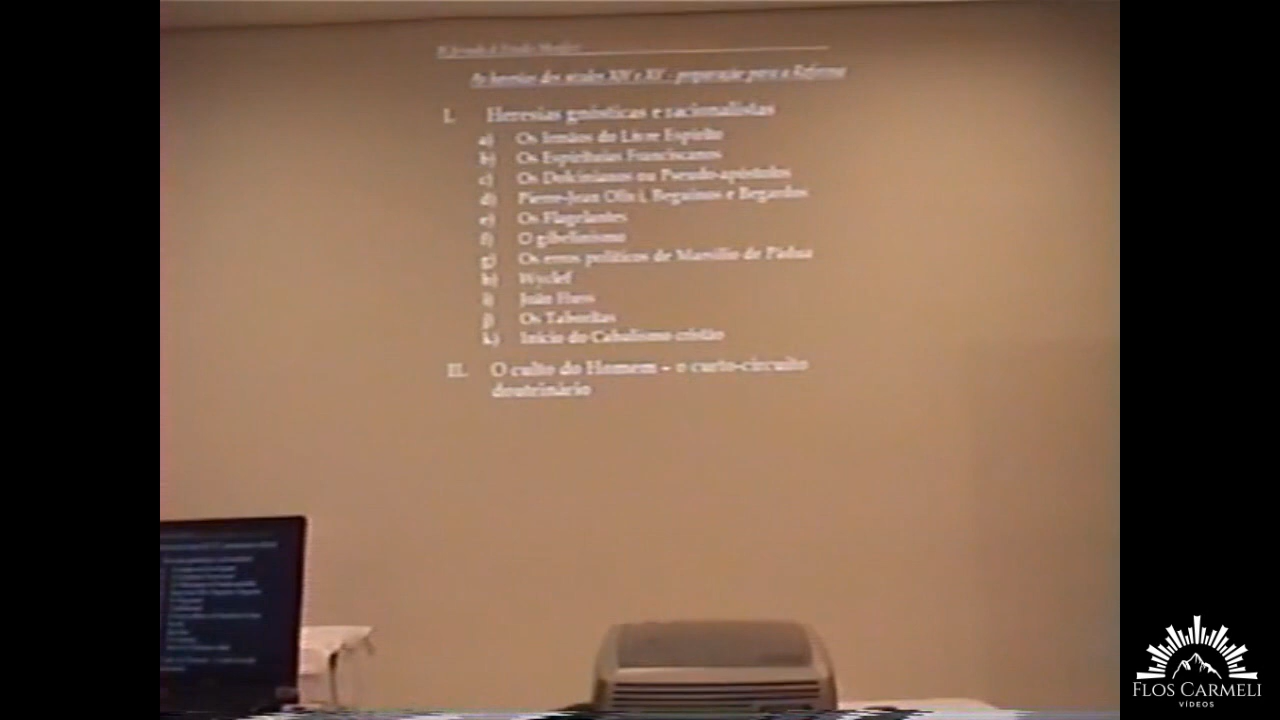 As heresias dos séculos XIV e XV: preparação para a Reforma
I. Heresias gnósticas e racionalistas
a) Os Irmãos do Livre Espírito
b) Os Espirituais Franciscanos
c) Os Dolcinianos ou Pseudo-apóstolos
d) Pierre-Jean Olivi, Beguinos e Begardos
e) Os Flagelantes
f) O gibelinismo
g) Os erros políticos de Marsílio de Pádua
h) Wyclef
i) João Huss
j) Os Taboritas
k) Início do Cabalismo cristão
II. O culto do Homem - o curto-circuito
doutrinário
FLOS CARMELI
VÍDEOS